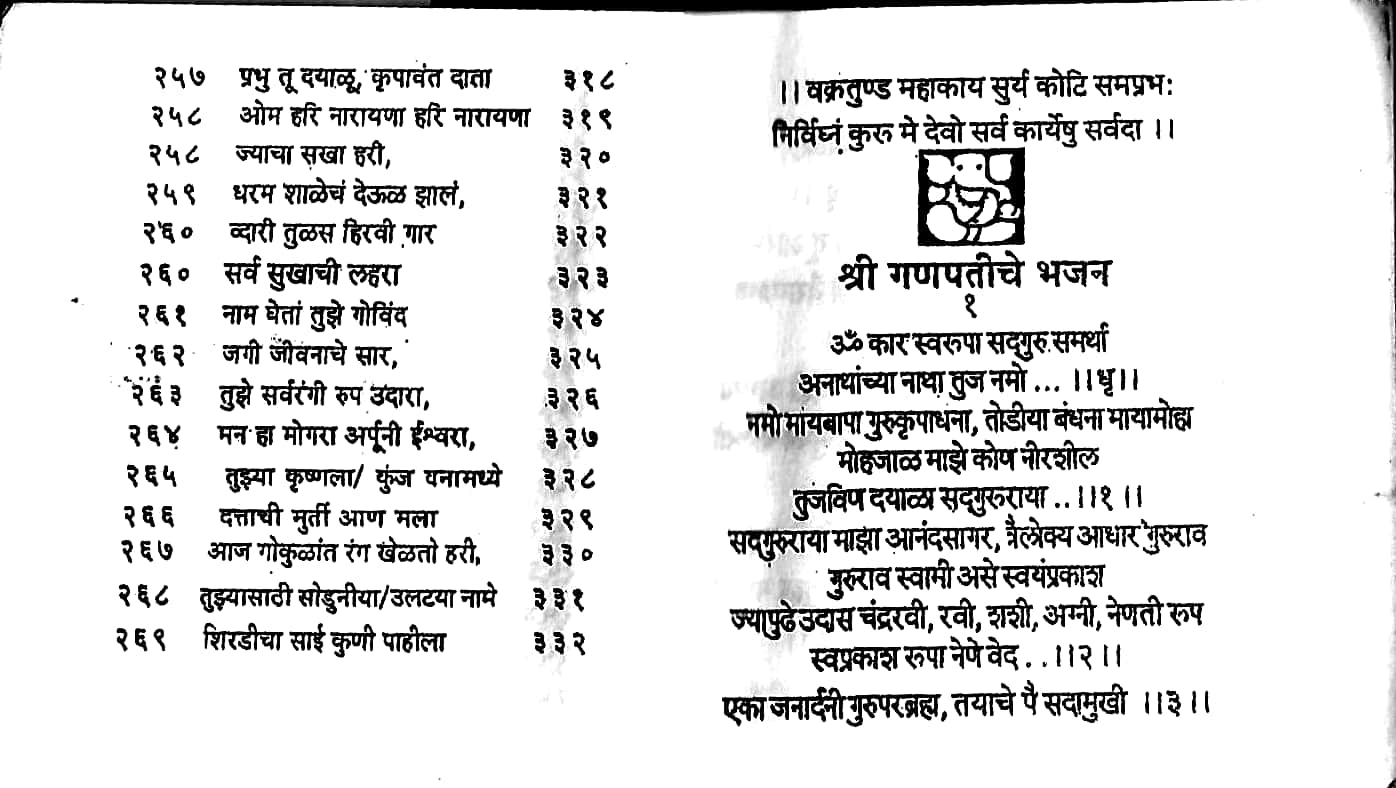 २५७ प्रभु तू दयाळू, कृपावंत दाता ३१८
२५८ ओम हरि नारायणा हरि नारायणा ३१९
२५८ ज्याचा सखा हरी, ३२०
२५९ धरम शाळेचं देऊळ झालं, ३२१
२६० व्दारी तुळस हिरवी गार ३२२
२६० सर्व सुखाची लहरा ३२३
२६१ नाम घेतां तुझे गोविंद ३२४
२६२ जगी जीवनाचे सार, ३२५
२६३ तुझे सर्वरंगी रुप उदारा, ३२६
२६४ मन हा मोगरा अर्पूनी ईश्वरा, ३२७
२६५ तुझ्या कृष्णला/ कुंज वनामध्ये ३२८
२६६ दत्ताची मुर्ती आण मला ३२९
२६७ आज गोकुळांत रंग खेळतो हरी, ३३०
२६८ तुझ्यासाठी सोडुनीया/उलटया नामे ३३१
२६९ शिरडीचा साई कुणी पाहीला ३३२
।। वक्रतुण्ड महाकाय सुर्य कोटि समप्रभः
निर्विघ्नं कुरु मे देवो सर्व कार्येषु सर्वदा ।।
श्री गणपतीचे भजन
१
ॐ कार स्वरुपा सद्गुरु समर्था
अनाथांच्या नाथा तुज नमो... ।।धृ।।
नमो मायबापा गुरुकृपाधना, तोडीया बंधना मायामोहा
मोहजाळ माझे कोण नीरशील
तुजविण दयाळा सद्गुरुराया..।।१ ।।
सद्गुरुराया माझा आनंदसागर, त्रैलोक्य आधार गुरुराव
गुरुराव स्वामी असे स्वयंप्रकाश
ज्यापुढे उदास चंद्ररवी, रवी, शशी, अग्नी, नेणती रुप
स्वप्रकाश रुपा नेणे वेद . .।।२।।
एका जनार्दनी गुरुपरब्रह्म, तयाचे पै सदामुखी ।।३।।